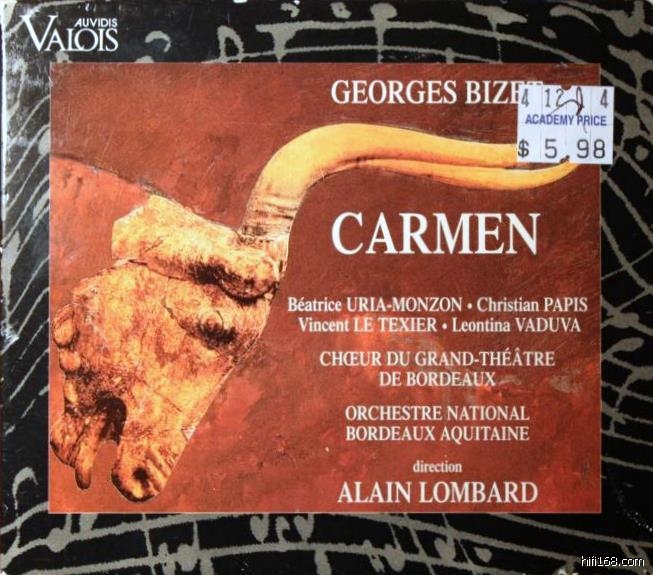 AUVIDIS
VALOIS
GEORGES BIZET
4 12 4
ACADEMY PRICE
$ 5.98
CARMEN
Béatrice URIA-MONZON • Christian PAPIS
Vincent LE TEXIER • Leontina VADUVA
CHŒUR DU GRAND-THÉÂTRE
DE BORDEAUX
ORCHESTRE NATIONAL
BORDEAUX AQUITAINE
direction
ALAIN LOMBARD
hifi168.com